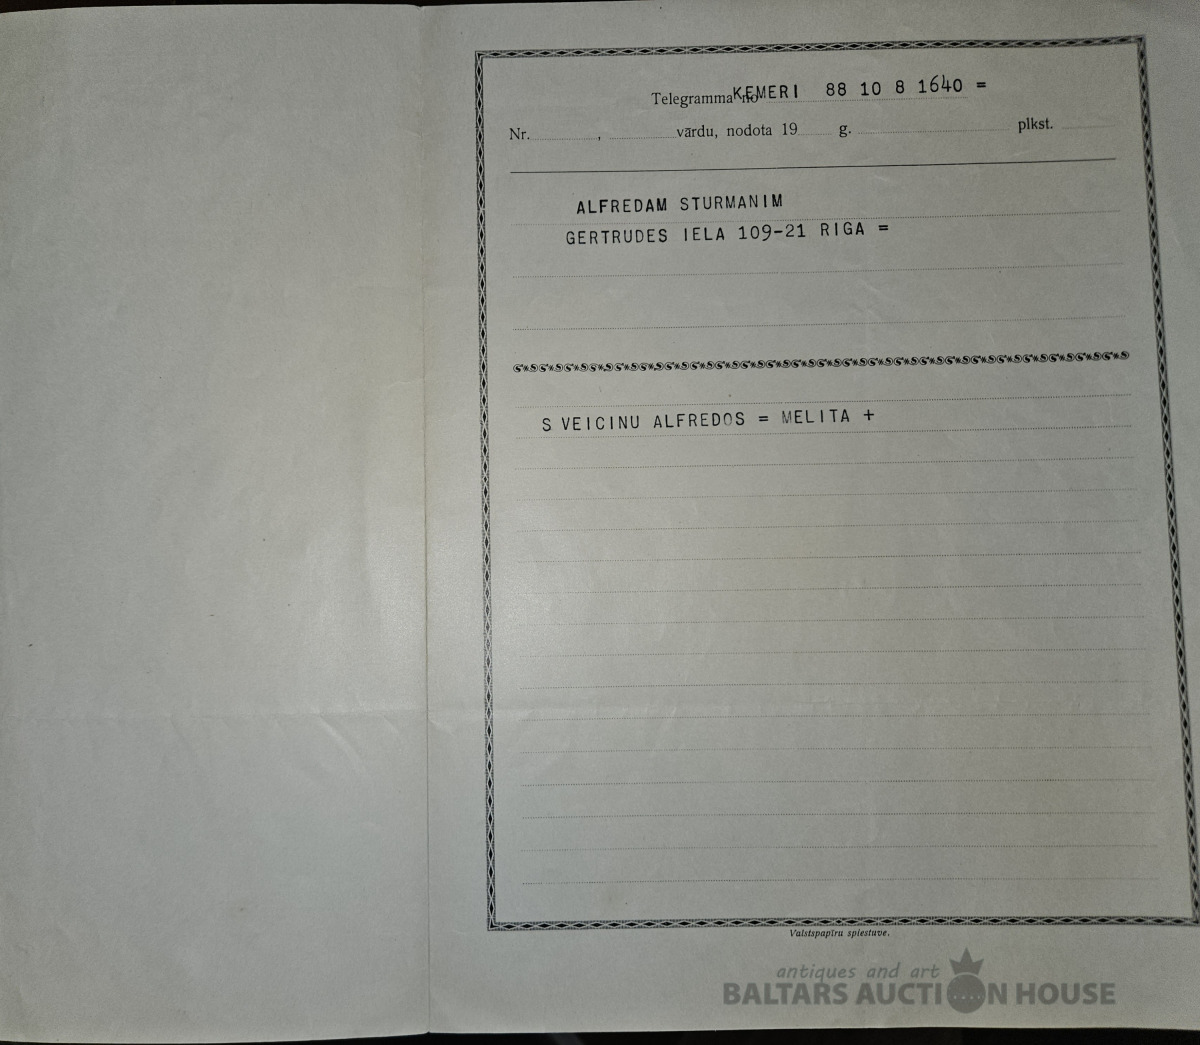 Telegramma no KEMERI 88 10 8 1640 =
Nr. , vārdu, nodota 19 g. plkst.
ALFREDAM STURMANIM
GERTRUDES IELA 109-21 RIGA =
S VEICINU ALFREDOS = MELITA +
Valstspapīru spiestuve.
antiques and art
BALTARS AUCTION HOUSE